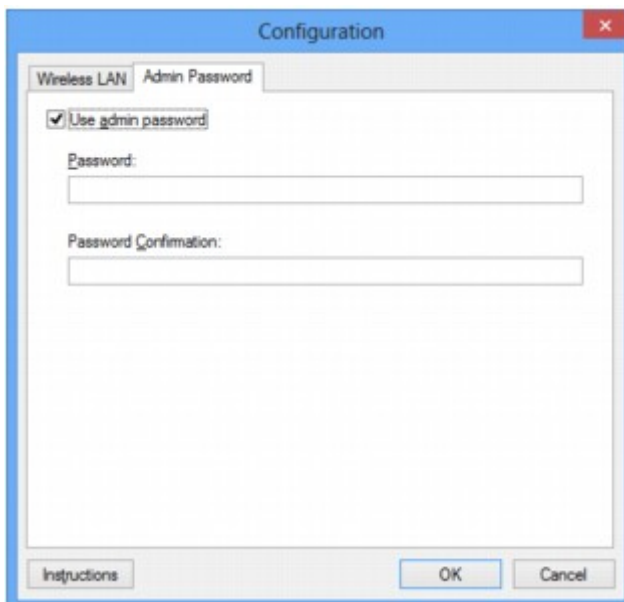 Configuration
Wireless LAN Admin Password
Use admin password
Password:
Password Confirmation:
Instructions OK Cancel